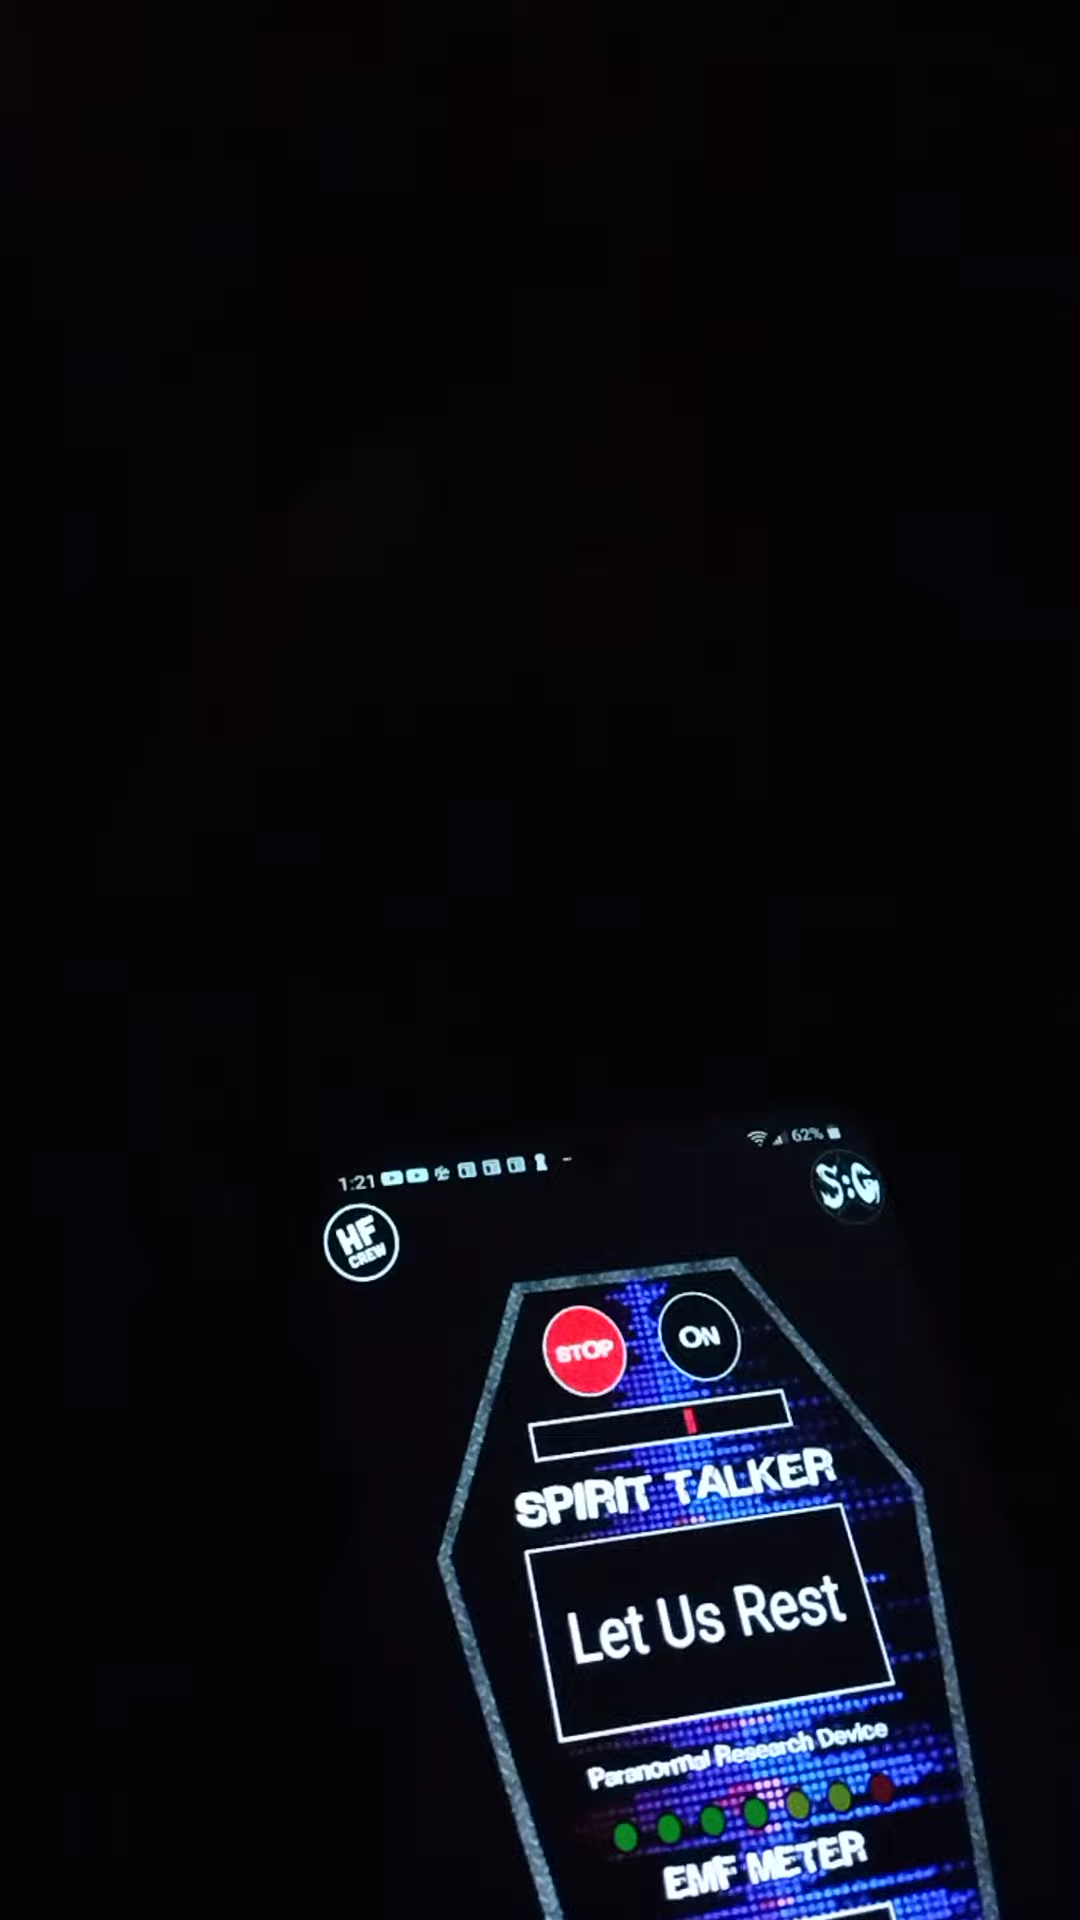 1:21
62%
HF
CREW
S:G
STOP
ON
SPIRIT TALKER
Let Us Rest
Paranormal Research Device
EMF METER